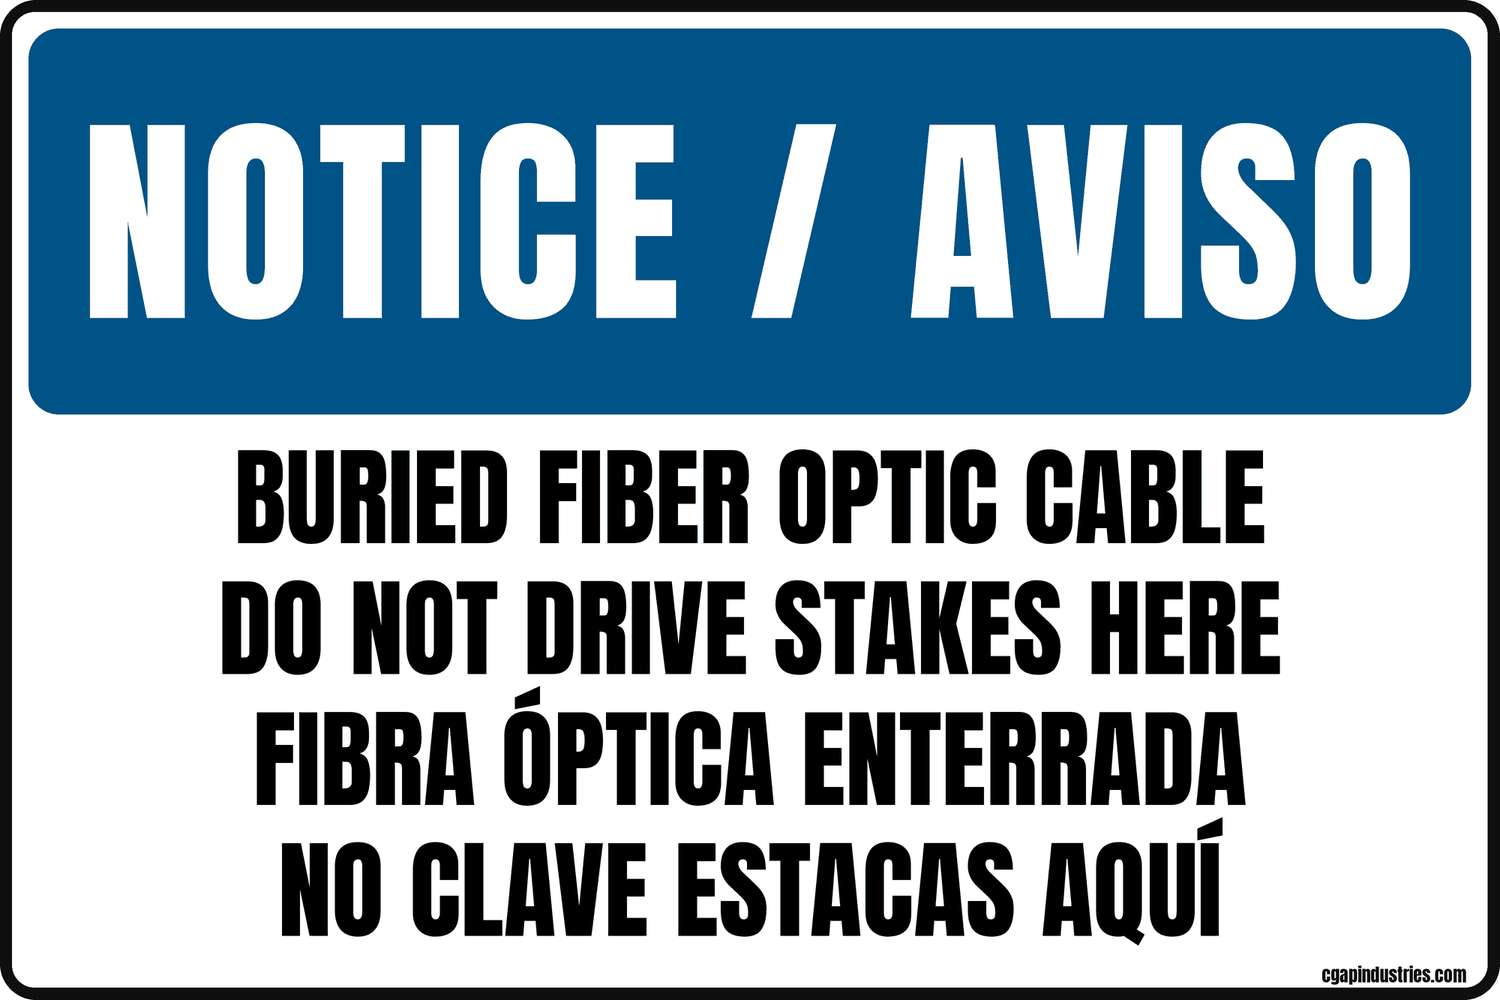 NOTICE / AVISO
BURIED FIBER OPTIC CABLE
DO NOT DRIVE STAKES HERE
FIBRA ÓPTICA ENTERRADA
NO CLAVE ESTACAS AQUÍ
cgapindustries.com